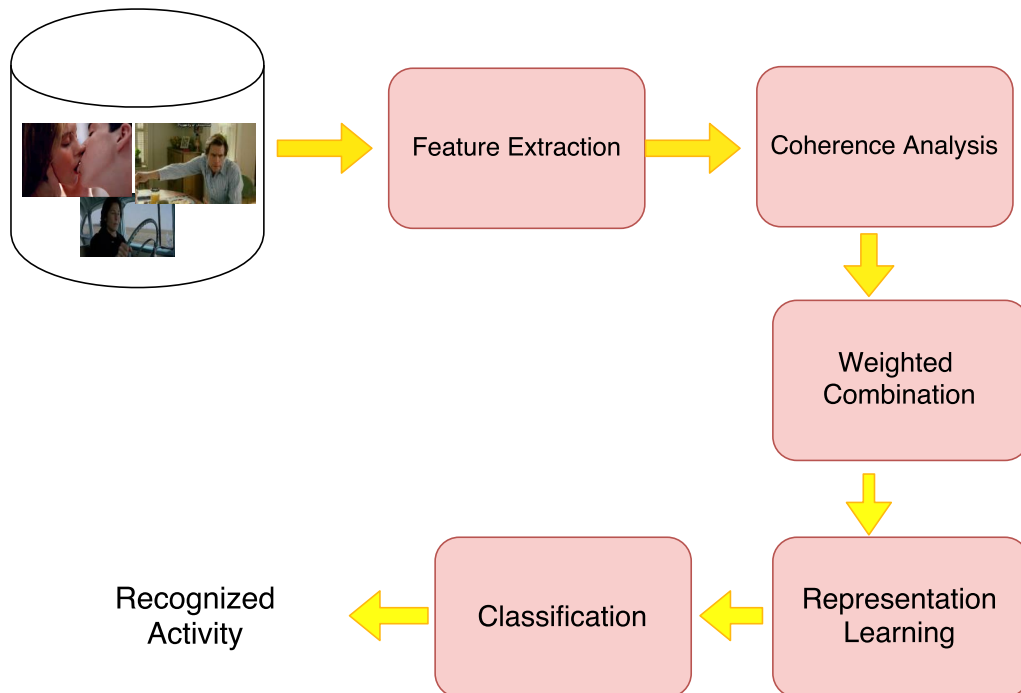 Feature Extraction
Coherence Analysis
Weighted
Combination
Representation
Learning
Classification
Recognized
Activity